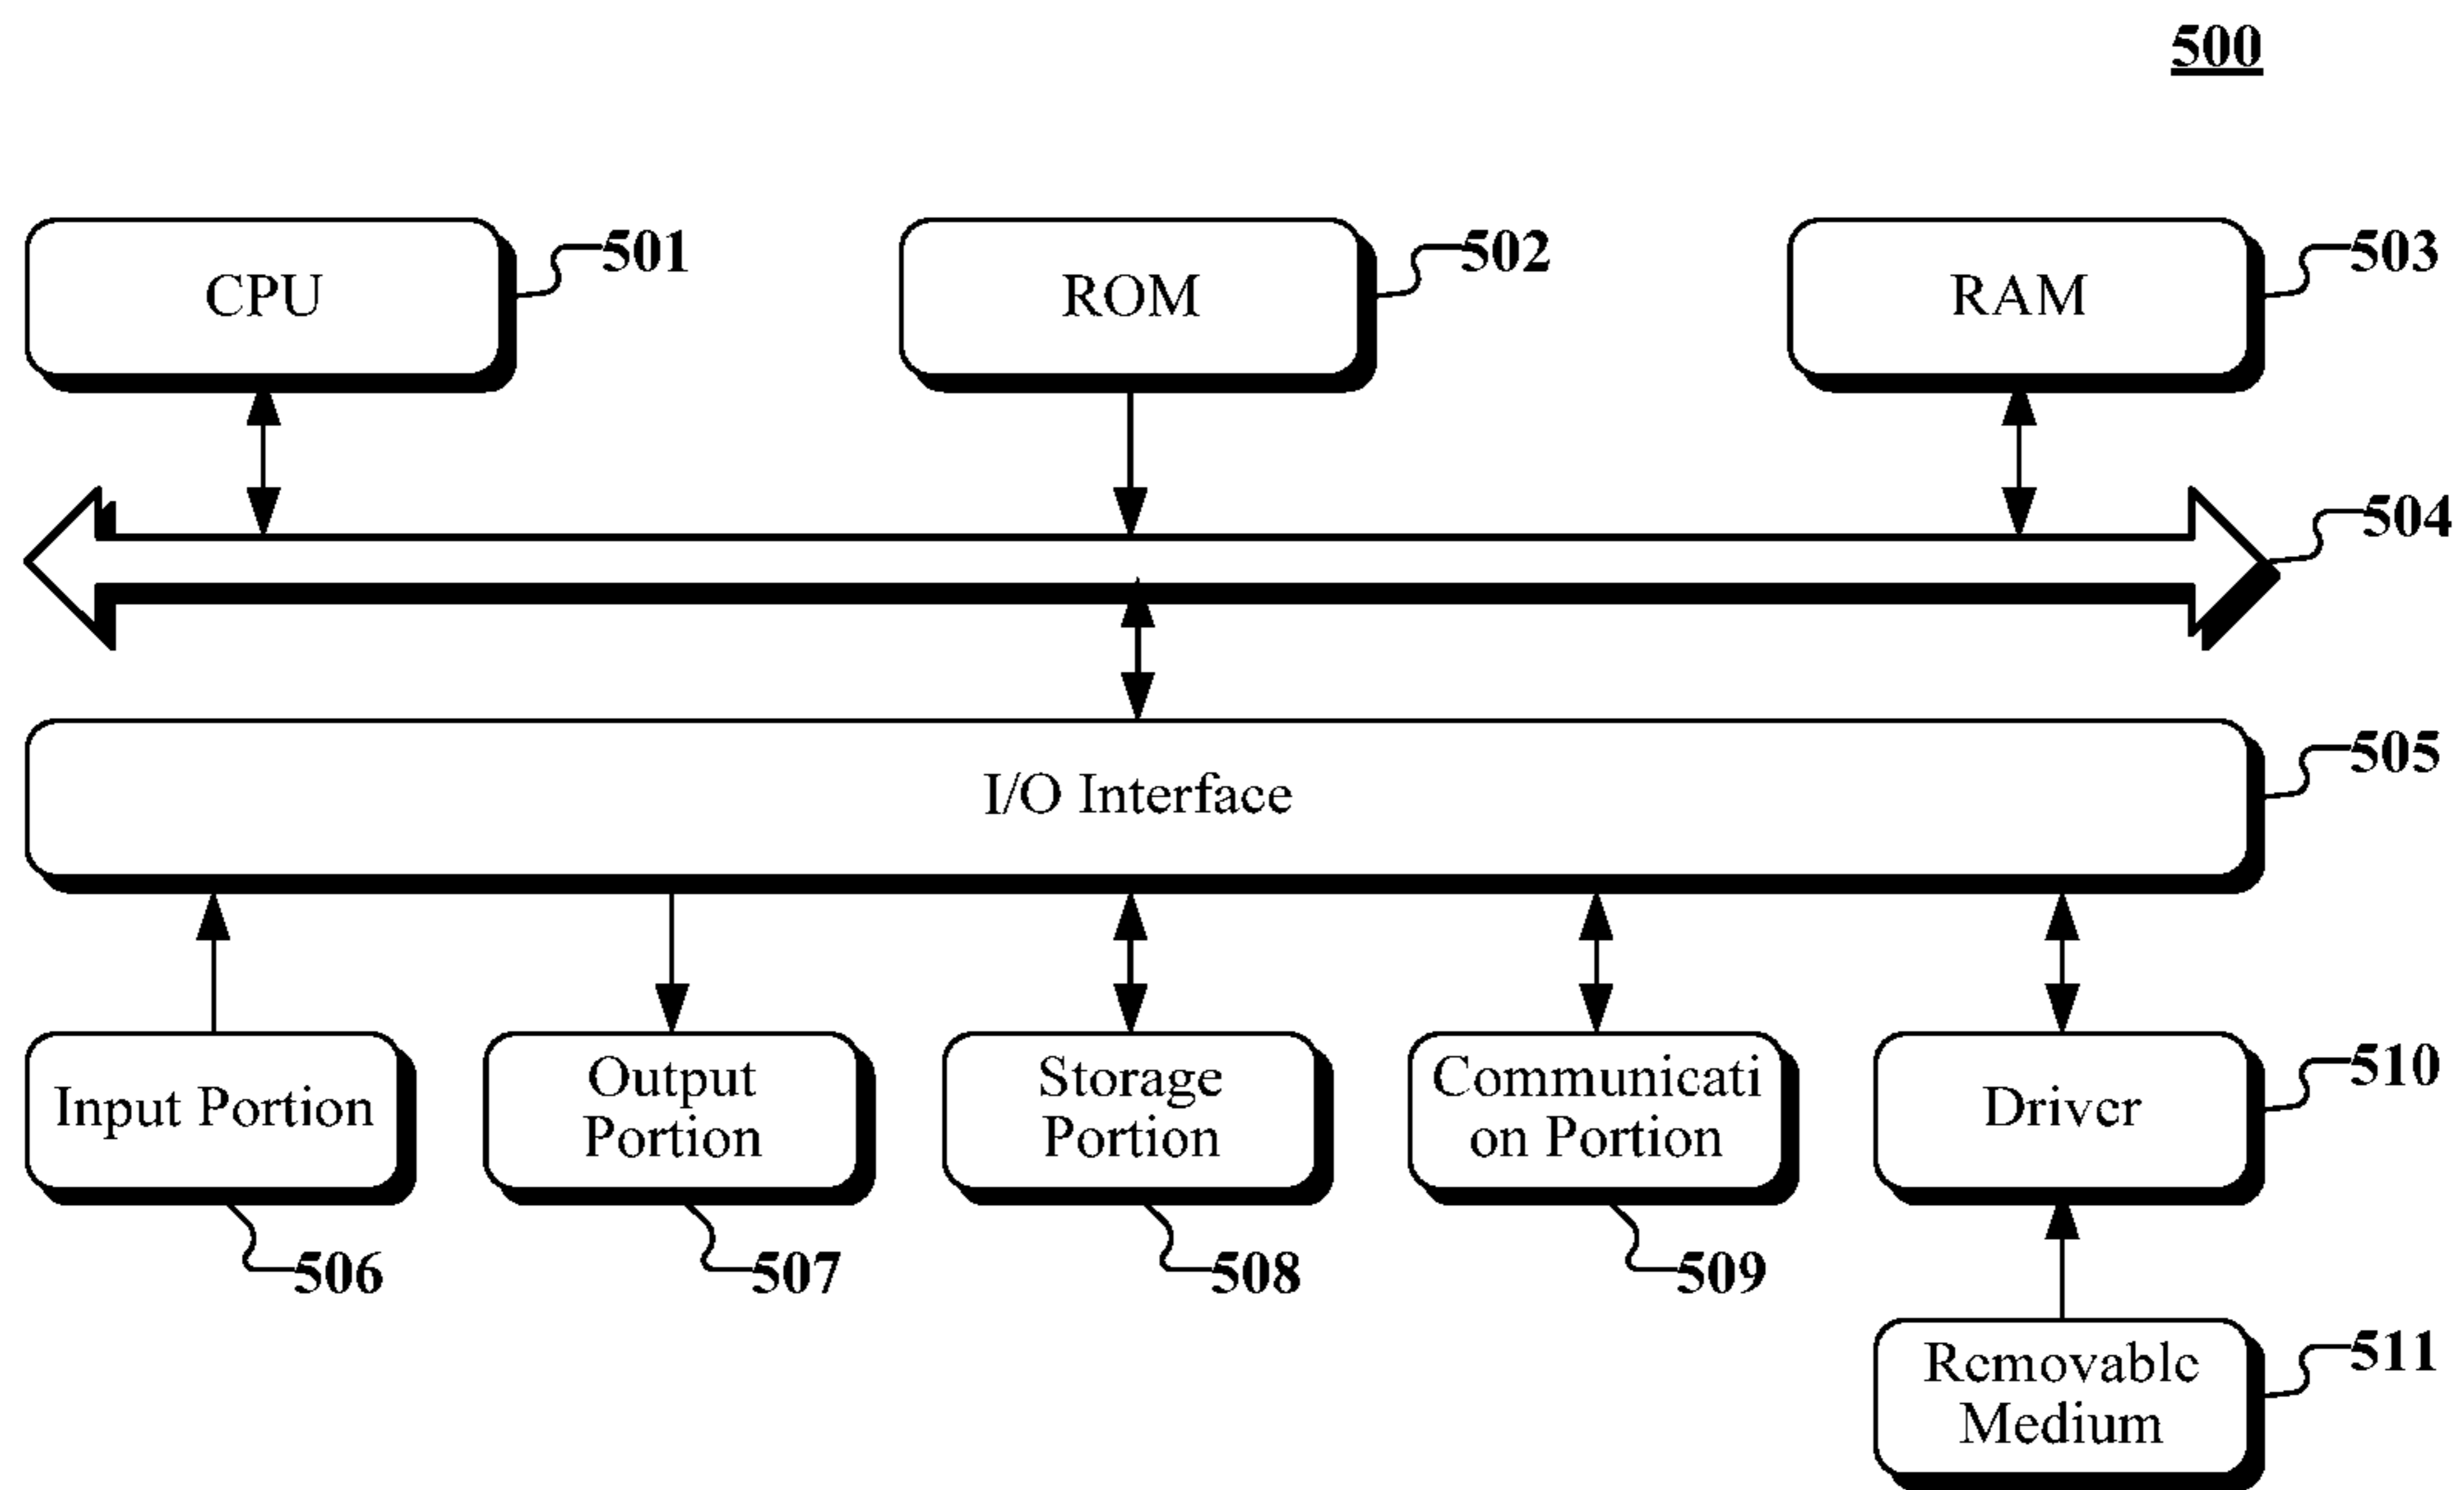 500
CPU
501
ROM
502
RAM
503
504
I/O Interface
505
Input Portion
Output
Portion
Storage
Portion
Communicati
on Portion
Driver
510
506
507
508
509
Removable
Medium
511